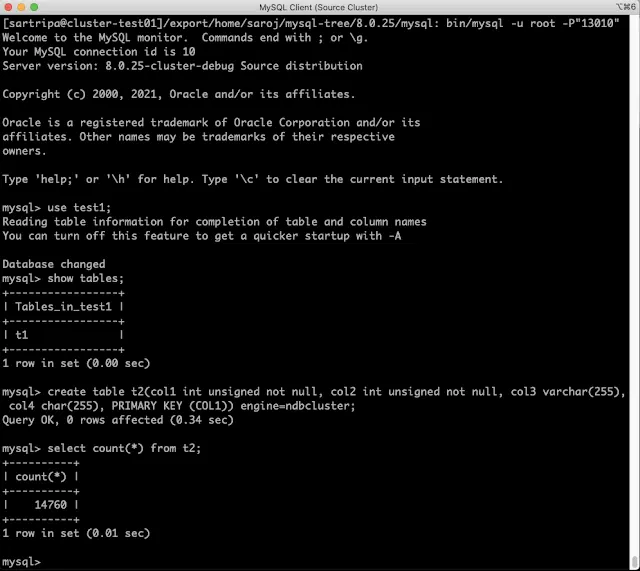 MySQL Client (Source Cluster)
⌥⌘6
[sartripa@cluster-test01]/export/home/saroj/mysql-tree/8.0.25/mysql: bin/mysql -u root -P"13010"
Welcome to the MySQL monitor.  Commands end with ; or \g.
Your MySQL connection id is 10
Server version: 8.0.25-cluster-debug Source distribution
Copyright (c) 2000, 2021, Oracle and/or its affiliates.
Oracle is a registered trademark of Oracle Corporation and/or its
affiliates. Other names may be trademarks of their respective
owners.
Type 'help;' or '\h' for help. Type '\c' to clear the current input statement.
mysql> use test1;
Reading table information for completion of table and column names
You can turn off this feature to get a quicker startup with -A
Database changed
mysql> show tables;
+-----------------+
| Tables_in_test1 |
+-----------------+
| t1              |
+-----------------+
1 row in set (0.00 sec)
mysql> create table t2(col1 int unsigned not null, col2 int unsigned not null, col3 varchar(255),
 col4 char(255), PRIMARY KEY (COL1)) engine=ndbcluster;
Query OK, 0 rows affected (0.34 sec)
mysql> select count(*) from t2;
+----------+
| count(*) |
+----------+
|    14760 |
+----------+
1 row in set (0.01 sec)
mysql>